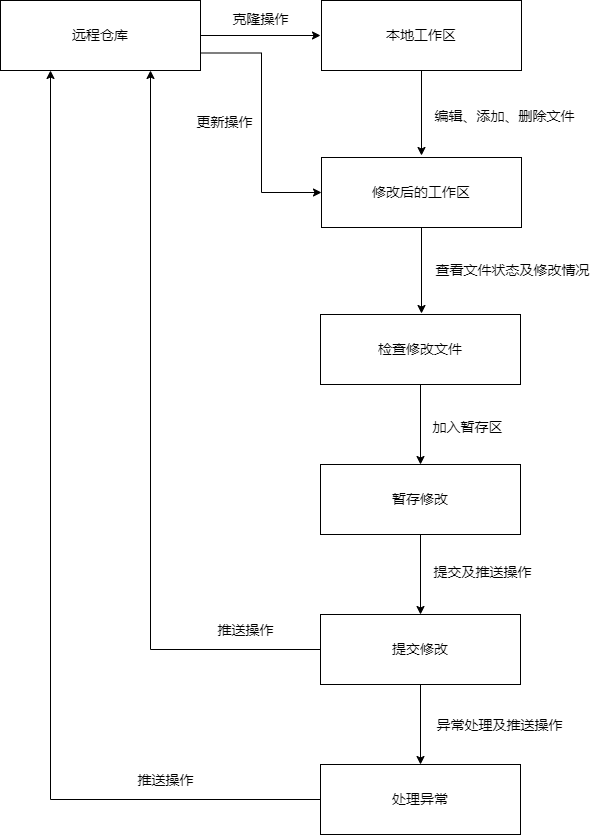 克隆操作
远程仓库
本地工作区
编辑、添加、删除文件
更新操作
修改后的工作区
查看文件状态及修改情况
检查修改文件
加入暂存区
暂存修改
提交及推送操作
推送操作
提交修改
异常处理及推送操作
推送操作
处理异常